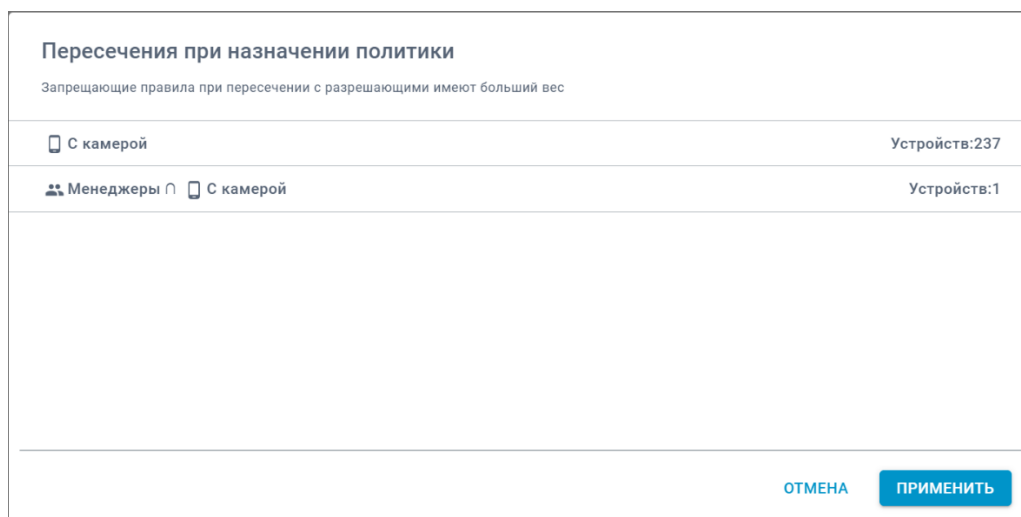 Пересечения при назначении политики
Запрещающие правила при пересечении с разрешающими имеют больший вес
С камерой Устройств:237
Менеджеры ∩ С камерой Устройств:1
ОТМЕНА ПРИМЕНИТЬ